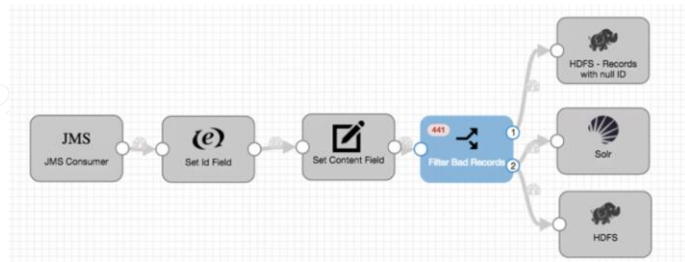 HDFS - Records
with null ID
1
441
JMS
(e)
JMS Consumer
Set Id Field
Set Content Field
Filter Bad Records
2
Solr
HDFS